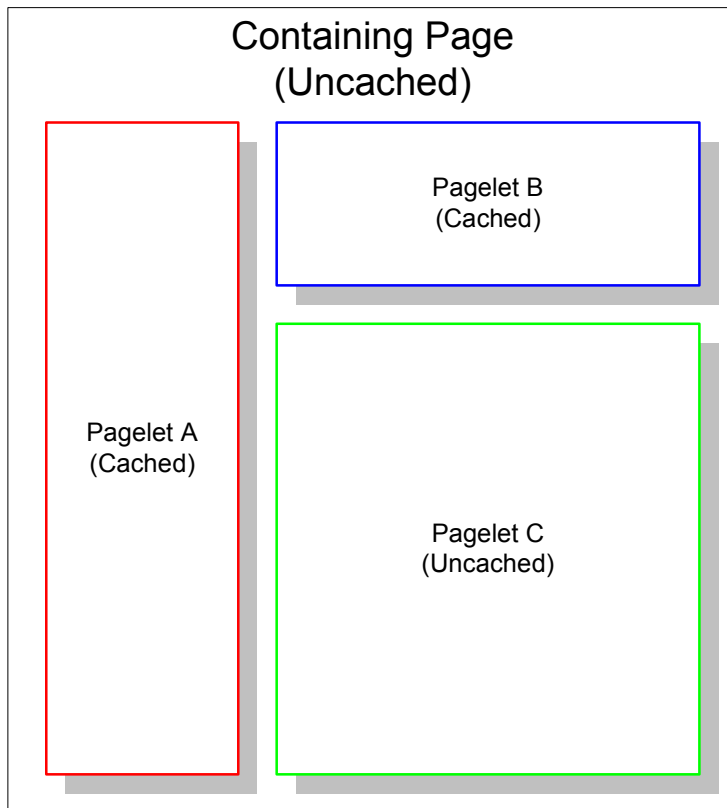 Containing Page
(Uncached)
Pagelet B
(Cached)
Pagelet A
(Cached)
Pagelet C
(Uncached)